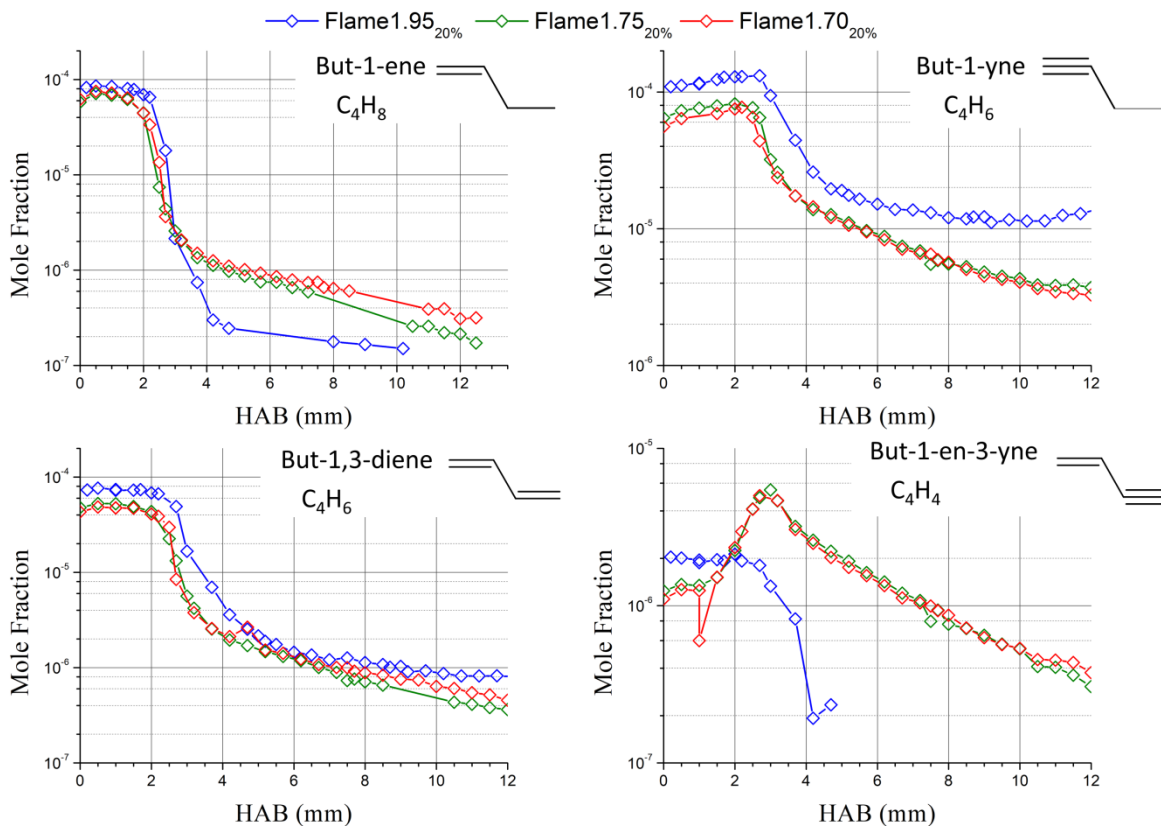 Flame1.95₂₀% Flame1.75₂₀% Flame1.70₂₀%
But-1-ene
C₄H₈
Mole Fraction
10⁻⁴
10⁻⁵
10⁻⁶
10⁻⁷
0 2 4 6 8 10 12
HAB (mm)
But-1-yne
C₄H₆
Mole Fraction
10⁻⁴
10⁻⁵
10⁻⁶
0 2 4 6 8 10 12
HAB (mm)
But-1,3-diene
C₄H₆
Mole Fraction
10⁻⁴
10⁻⁵
10⁻⁶
10⁻⁷
0 2 4 6 8 10 12
HAB (mm)
But-1-en-3-yne
C₄H₄
Mole Fraction
10⁻⁵
10⁻⁶
10⁻⁷
0 2 4 6 8 10 12
HAB (mm)